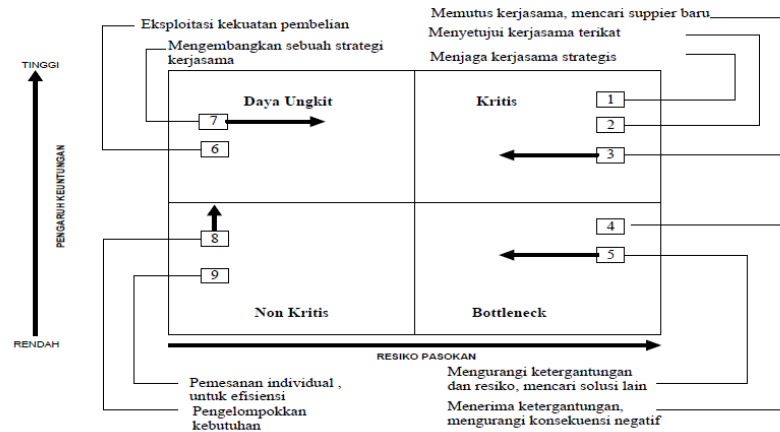 Memutus kerjasama, mencari suppier baru
Eksploitasi kekuatan pembelian
Menyetujui kerjasama terikat
Mengembangkan sebuah strategi
kerjasama
Menjaga kerjasama strategis
TINGGI
Daya Ungkit
Kritis
1
7
2
6
3
PENGARUH KEUNTUNGAN
8
4
9
5
Non Kritis
Bottleneck
RENDAH
RESIKO PASOKAN
Pemesanan individual ,
untuk efisiensi
Pengelompokkan
kebutuhan
Mengurangi ketergantungan
dan resiko, mencari solusi lain
Menerima ketergantungan,
mengurangi konsekuensi negatif